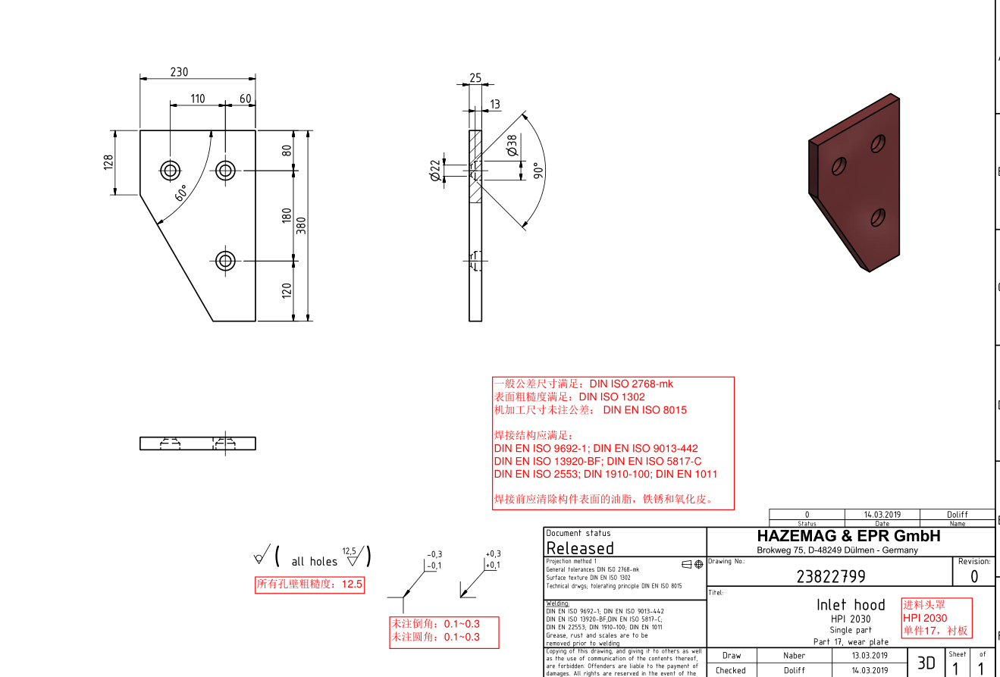 230
110
60
128
80
60°
180
380
120
25
13
Ø38
Ø22
90°
一般公差尺寸满足：DIN ISO 2768-mk
表面粗糙度满足：DIN ISO 1302
机加工尺寸未注公差： DIN EN ISO 8015
焊接结构应满足：
DIN EN ISO 9692-1; DIN EN ISO 9013-442
DIN EN ISO 13920-BF; DIN EN ISO 5817-C
DIN EN ISO 2553; DIN 1910-100; DIN EN 1011
焊接前应清除构件表面的油脂，铁锈和氧化皮。
( all holes 12,5 )
所有孔壁粗糙度：12.5
-0,3
-0,1
+0,3
+0,1
未注倒角：0.1~0.3
未注圆角：0.1~0.3
0 14.03.2019 Doliff
Status Date Name
Document status
Released
HAZEMAG & EPR GmbH
Brokweg 75, D-48249 Dülmen - Germany
Projection method 1
General tolerances DIN ISO 2768-mk
Surface texture DIN ISO 1302
Technical drwgs; tolerating principle DIN EN ISO 8015
Drawing No.:
23822799
Revision:
0
Welding:
DIN EN ISO 9692-1; DIN EN ISO 9013-442
DIN EN ISO 13920-BF,DIN EN ISO 5817-C;
DIN EN 22553; DIN 1910-100; DIN EN 1011
Grease, rust and scales are to be
removed prior to welding
Titel:
Inlet hood
HPI 2030
Single part
Part 17, wear plate
进料头罩
HPI 2030
单件17，衬板
Copying of this drawing, and giving it to others as well
as the use of communication of the contents thereof,
are forbidden. Offenders are liable to the payment of
damages. All rights are reserved in the event of the
Draw Naber 13.03.2019
Checked Doliff 14.03.2019
3D
Sheet of
1 1